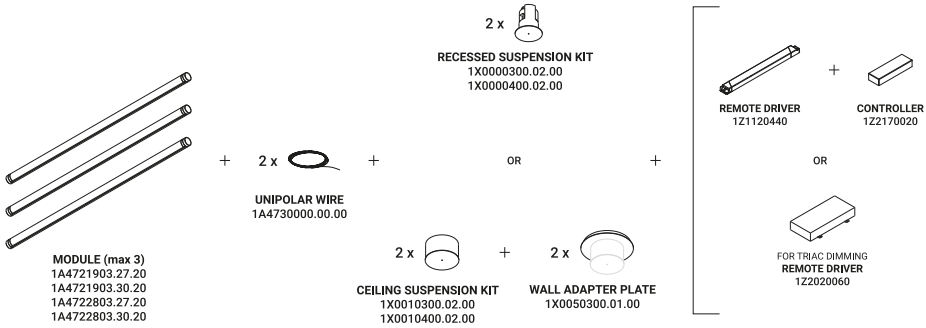 MODULE (max 3)
1A4721903.27.20
1A4721903.30.20
1A4722803.27.20
1A4722803.30.20
+
2 x
UNIPOLAR WIRE
1A4730000.00.00
+
2 x
RECESSED SUSPENSION KIT
1X0000300.02.00
1X0000400.02.00
OR
2 x
CEILING SUSPENSION KIT
1X0010300.02.00
1X0010400.02.00
+
2 x
WALL ADAPTER PLATE
1X0050300.01.00
+
REMOTE DRIVER
1Z1120440
+
CONTROLLER
1Z2170020
OR
FOR TRIAC DIMMING
REMOTE DRIVER
1Z2020060